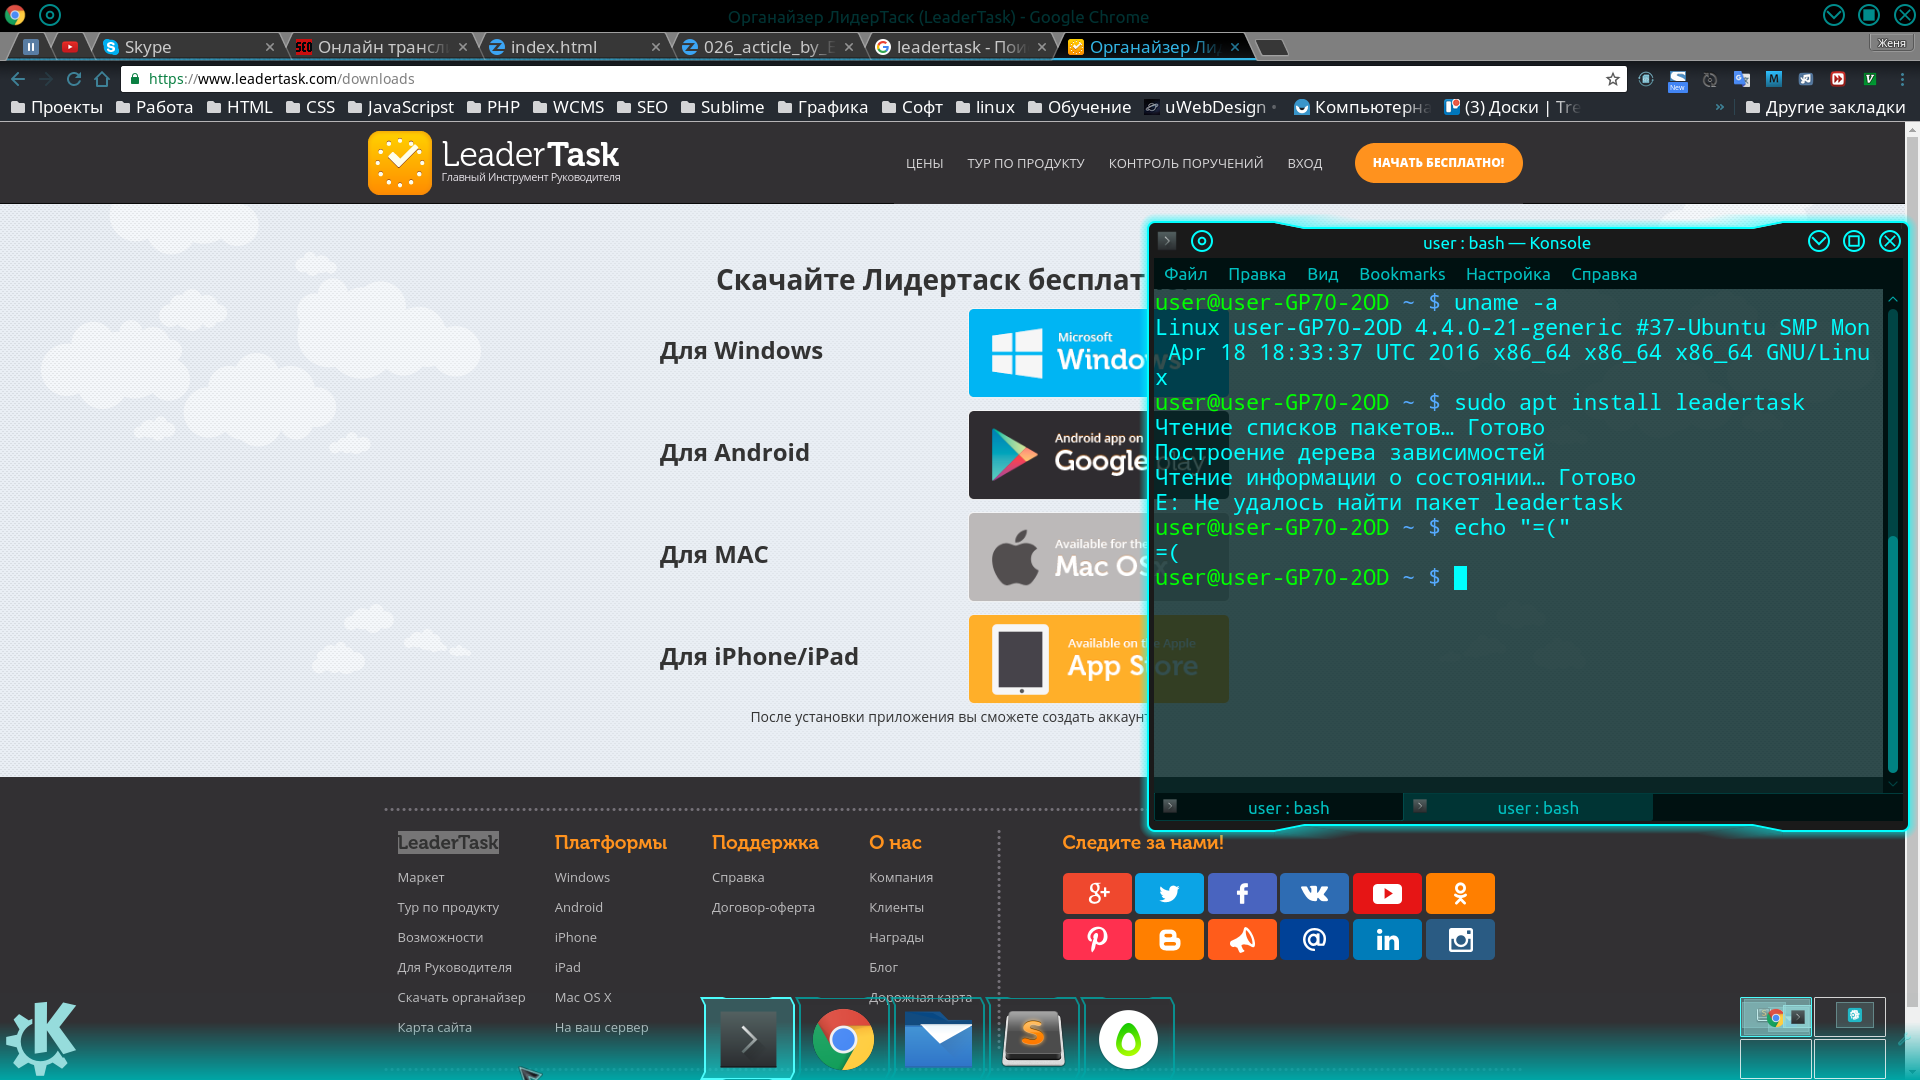 Органайзер ЛидерТаск (LeaderTask) - Google Chrome
Skype
Онлайн трансл
index.html
026_acticle_by_E
leadertask - Пои
Органайзер Ли
Женя
https://www.leadertask.com/downloads
New
Проекты
Работа
HTML
CSS
JavaScripst
PHP
WCMS
SEO
Sublime
Графика
Софт
linux
Обучение
uWebDesign
Компьютерна
(3) Доски | Tre
»
Другие закладки
LeaderTask
Главный Инструмент Руководителя
ЦЕНЫ
ТУР ПО ПРОДУКТУ
КОНТРОЛЬ ПОРУЧЕНИЙ
ВХОД
НАЧАТЬ БЕСПЛАТНО!
Скачайте Лидертаск бесплат
Для Windows
Microsoft
Windows
Для Android
Android app on
Google play
Для MAC
Available for the
Mac OS
Для iPhone/iPad
Available on the Apple
App Store
После установки приложения вы сможете создать аккаунт
user : bash — Konsole
Файл
Правка
Вид
Bookmarks
Настройка
Справка
user@user-GP70-2OD ~ $ uname -a
Linux user-GP70-2OD 4.4.0-21-generic #37-Ubuntu SMP Mon
 Apr 18 18:33:37 UTC 2016 x86_64 x86_64 x86_64 GNU/Linu
x
user@user-GP70-2OD ~ $ sudo apt install leadertask
Чтение списков пакетов… Готово
Построение дерева зависимостей
Чтение информации о состоянии… Готово
E: Не удалось найти пакет leadertask
user@user-GP70-2OD ~ $ echo "=("
=(
user@user-GP70-2OD ~ $
user : bash
user : bash
LeaderTask
Маркет
Тур по продукту
Возможности
Для Руководителя
Скачать органайзер
Карта сайта
Платформы
Windows
Android
iPhone
iPad
Mac OS X
На ваш сервер
Поддержка
Справка
Договор-оферта
О нас
Компания
Клиенты
Награды
Блог
Дорожная карта
Следите за нами!